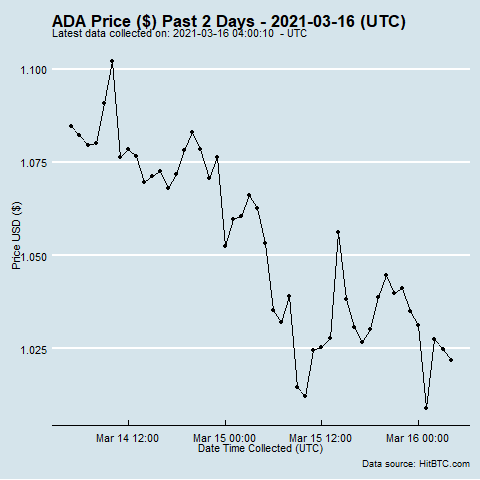 ADA Price ($) Past 2 Days - 2021-03-16 (UTC)
Latest data collected on: 2021-03-16 04:00:10 - UTC
1.100
1.075
1.050
1.025
Price USD ($)
Mar 14 12:00 Mar 15 00:00 Mar 15 12:00 Mar 16 00:00
Date Time Collected (UTC)
Data source: HitBTC.com